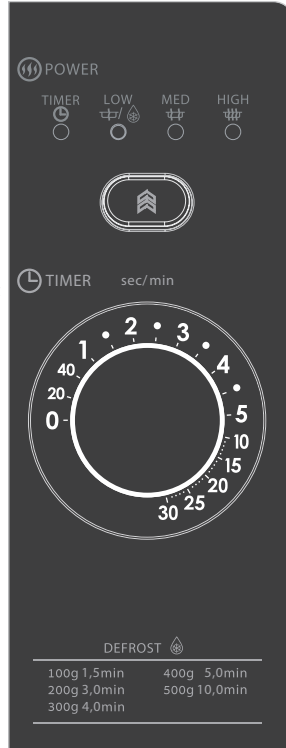 POWER
TIMER LOW MED HIGH
/
TIMER sec/min
0 20 40 1 2 3 4 5 10 15 20 25 30
DEFROST
100g 1,5min 400g 5,0min
200g 3,0min 500g 10,0min
300g 4,0min